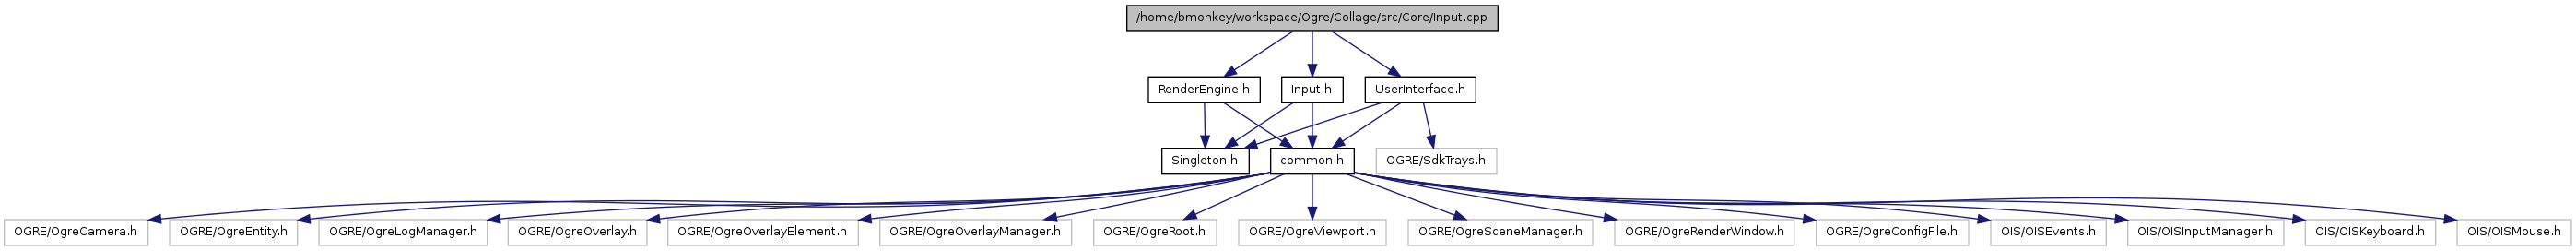 /home/bmonkey/workspace/Ogre/Collage/src/Core/Input.cpp
RenderEngine.h
Input.h
UserInterface.h
Singleton.h
common.h
OGRE/SdkTrays.h
OGRE/OgreCamera.h
OGRE/OgreEntity.h
OGRE/OgreLogManager.h
OGRE/OgreOverlay.h
OGRE/OgreOverlayElement.h
OGRE/OgreOverlayManager.h
OGRE/OgreRoot.h
OGRE/OgreViewport.h
OGRE/OgreSceneManager.h
OGRE/OgreRenderWindow.h
OGRE/OgreConfigFile.h
OIS/OISEvents.h
OIS/OISInputManager.h
OIS/OISKeyboard.h
OIS/OISMouse.h